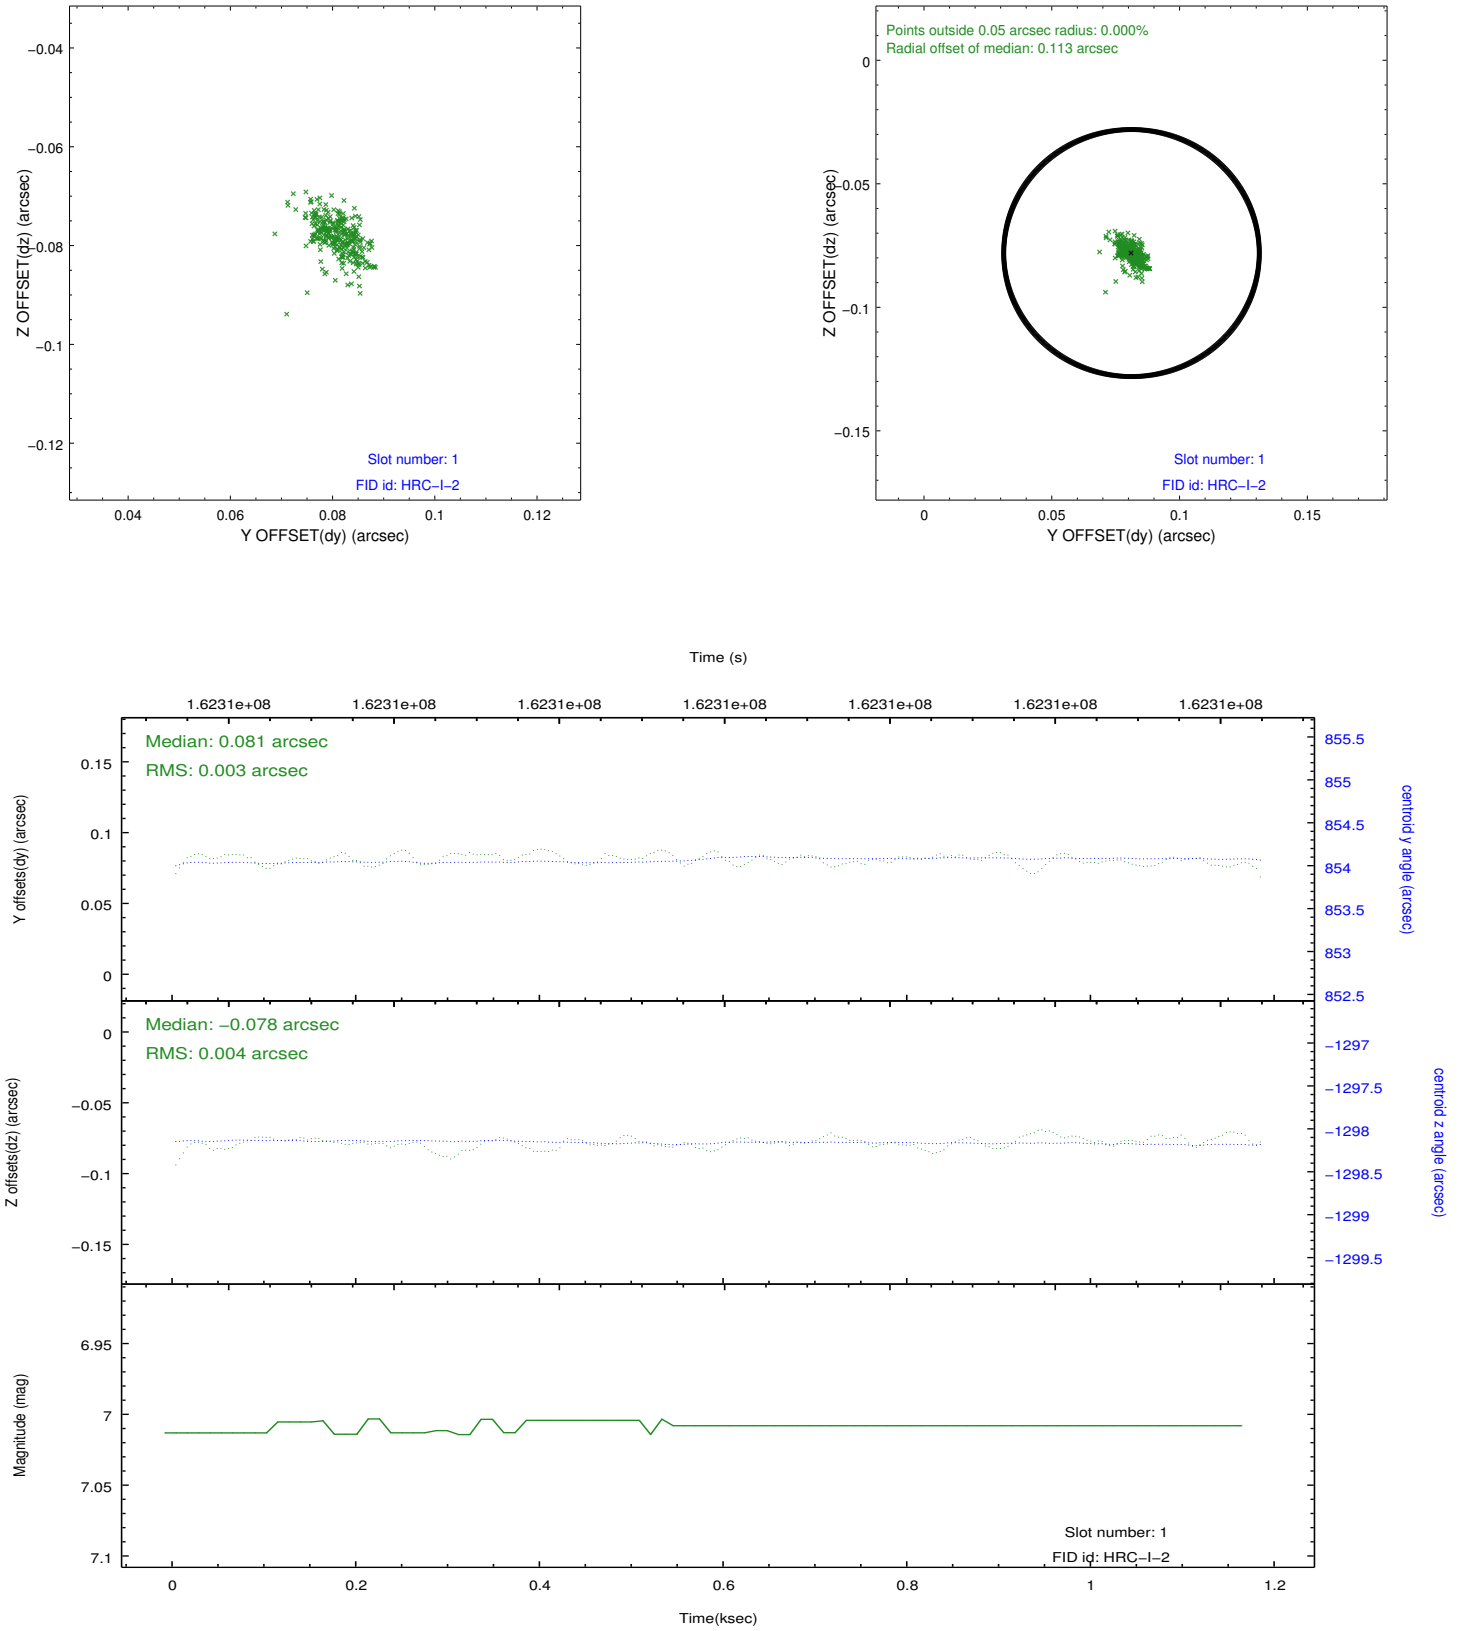 −0.04
−0.06
−0.08
−0.1
−0.12
Z OFFSET(dz) (arcsec)
Slot number: 1
FID id: HRC−I−2
0.04 0.06 0.08 0.1 0.12
Y OFFSET(dy) (arcsec)
Points outside 0.05 arcsec radius: 0.000%
Radial offset of median: 0.113 arcsec
0
−0.05
−0.1
−0.15
Z OFFSET(dz) (arcsec)
Slot number: 1
FID id: HRC−I−2
0 0.05 0.1 0.15
Y OFFSET(dy) (arcsec)
Time (s)
1.6231e+08 1.6231e+08 1.6231e+08 1.6231e+08 1.6231e+08 1.6231e+08 1.6231e+08
Median: 0.081 arcsec
RMS: 0.003 arcsec
0.15
0.1
0.05
0
Y offsets(dy) (arcsec)
855.5
855
854.5
854
853.5
853
852.5
centroid y angle (arcsec)
Median: −0.078 arcsec
RMS: 0.004 arcsec
0
−0.05
−0.1
−0.15
Z offsets(dz) (arcsec)
−1297
−1297.5
−1298
−1298.5
−1299
−1299.5
centroid z angle (arcsec)
6.95
7
7.05
7.1
Magnitude (mag)
Slot number: 1
FID id: HRC−I−2
0 0.2 0.4 0.6 0.8 1 1.2
Time(ksec)